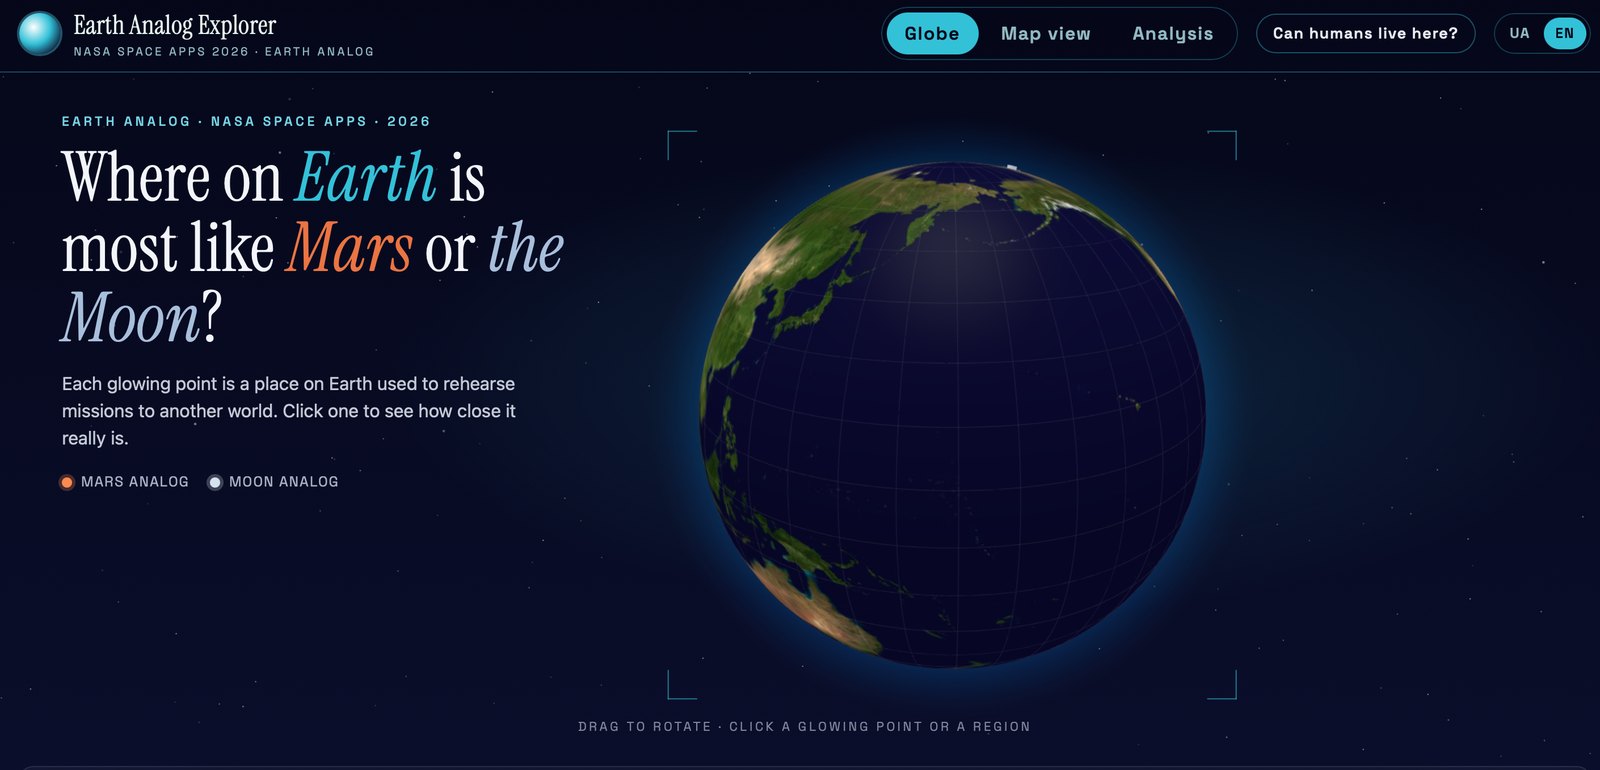 Earth Analog Explorer
NASA SPACE APPS 2026 · EARTH ANALOG
Globe
Map view
Analysis
Can humans live here?
UA
EN
EARTH ANALOG · NASA SPACE APPS · 2026
Where on Earth is
most like Mars or the
Moon?
Each glowing point is a place on Earth used to rehearse
missions to another world. Click one to see how close it
really is.
MARS ANALOG
MOON ANALOG
DRAG TO ROTATE · CLICK A GLOWING POINT OR A REGION